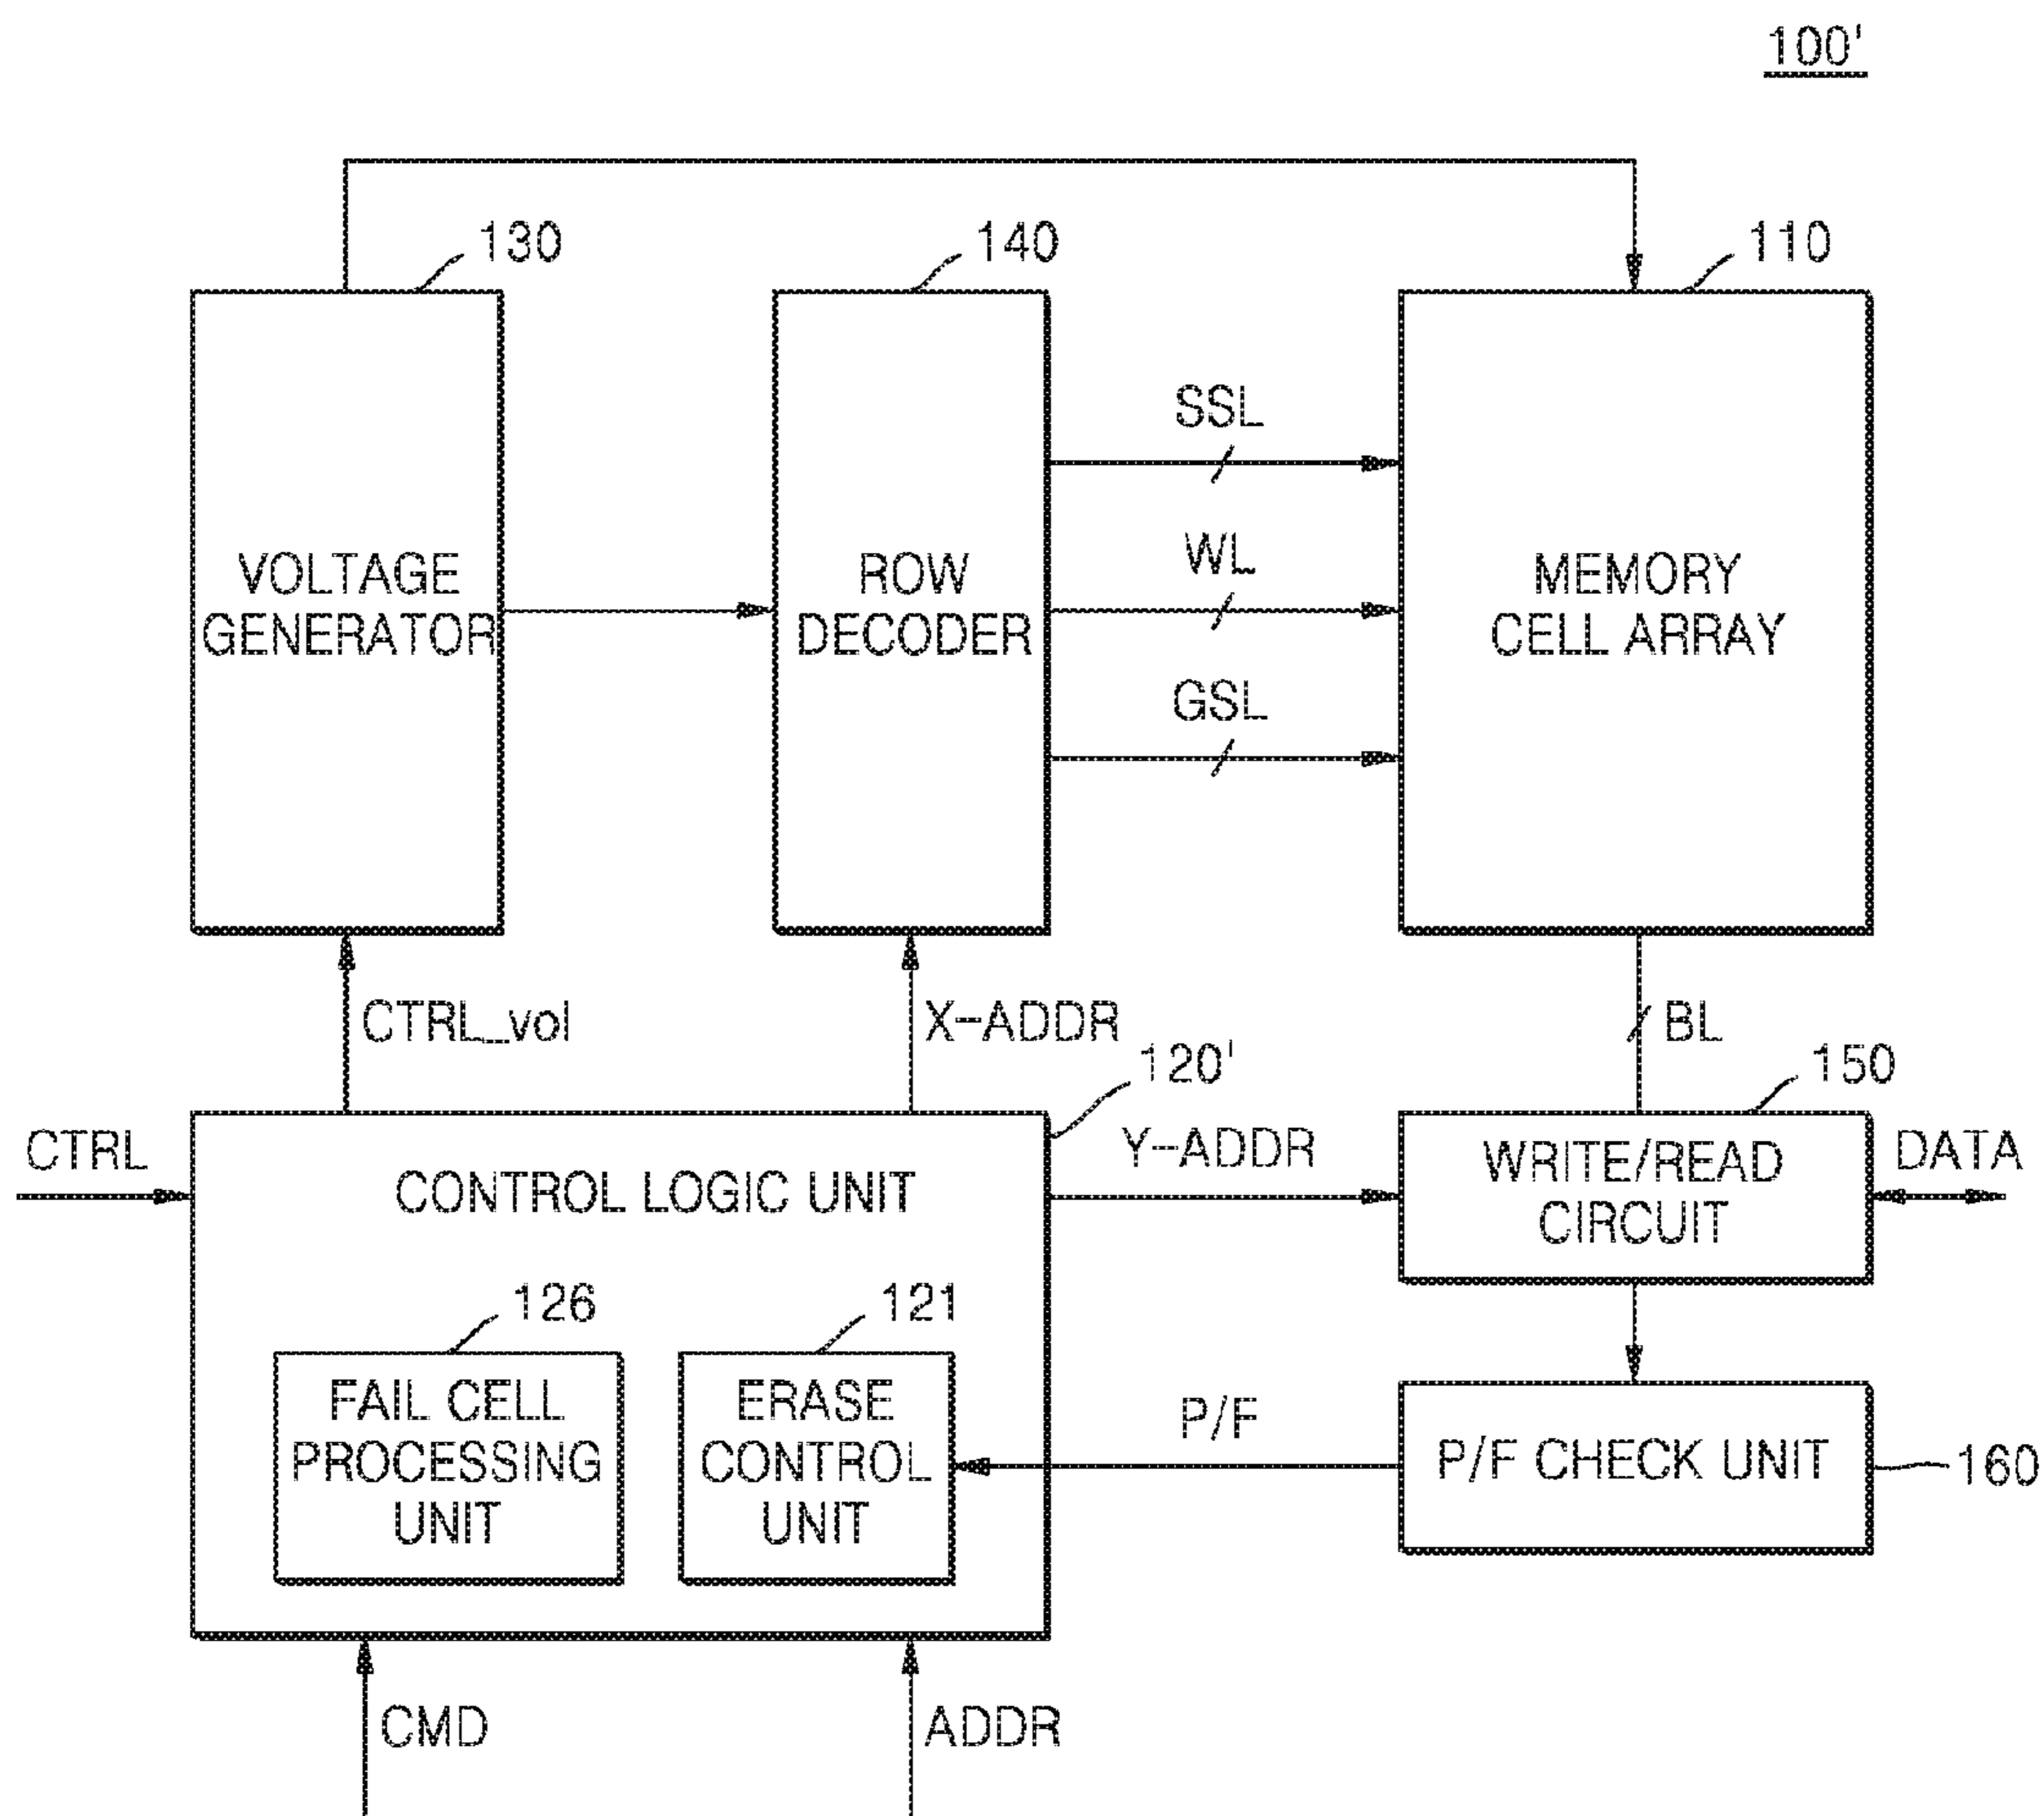 100'
130
140
110
SSL
VOLTAGE
GENERATOR
ROW
DECODER
WL
MEMORY
CELL ARRAY
GSL
CTRL_vol
X-ADDR
BL
120'
150
CTRL
CONTROL LOGIC UNIT
Y-ADDR
WRITE/READ
CIRCUIT
DATA
126
121
FAIL CELL
PROCESSING
UNIT
ERASE
CONTROL
UNIT
P/F
P/F CHECK UNIT
160
CMD
ADDR